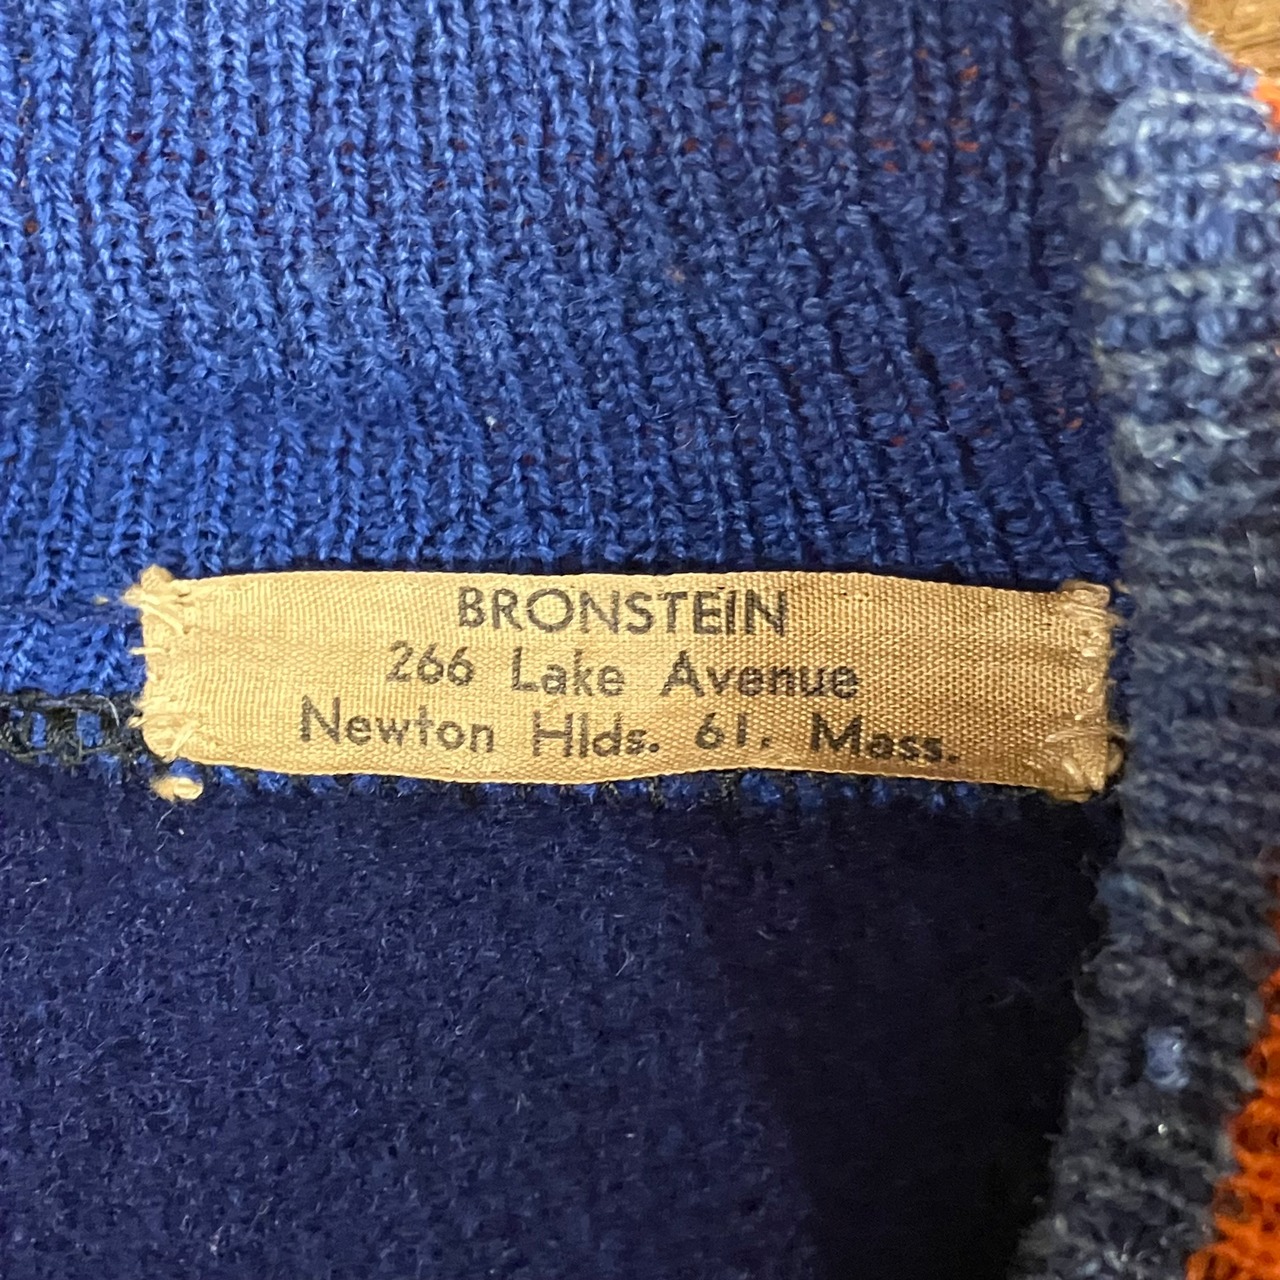 BRONSTEIN
266 Lake Avenue
Newton Hlds. 61. Mass.